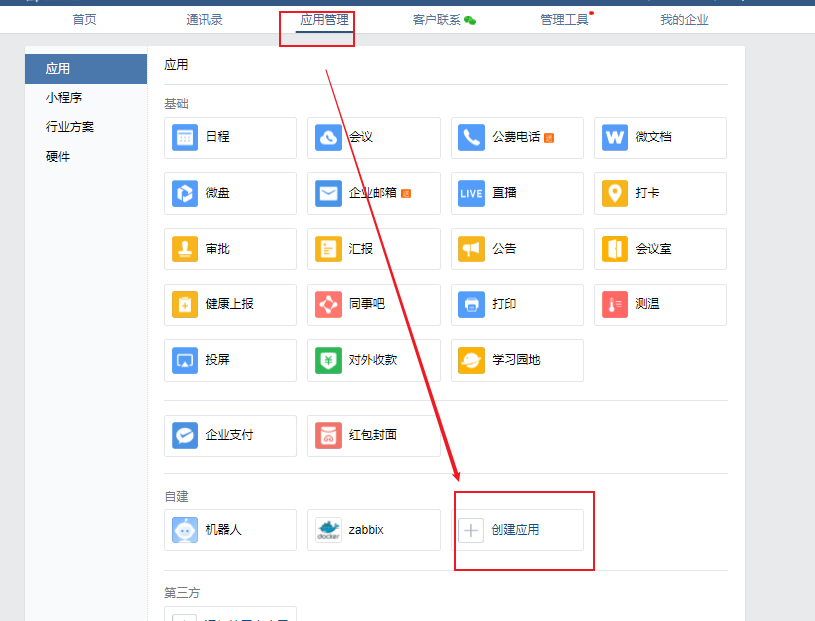 首页 通讯录 应用管理 客户联系 管理工具 我的企业
应用
小程序
行业方案
硬件
应用
基础
日程 会议 公费电话 微文档
微盘 企业邮箱 LIVE 直播 打卡
审批 汇报 公告 会议室
健康上报 同事吧 打印 测温
投屏 对外收款 学习园地
企业支付 红包封面
自建
机器人 docker zabbix 创建应用
第三方